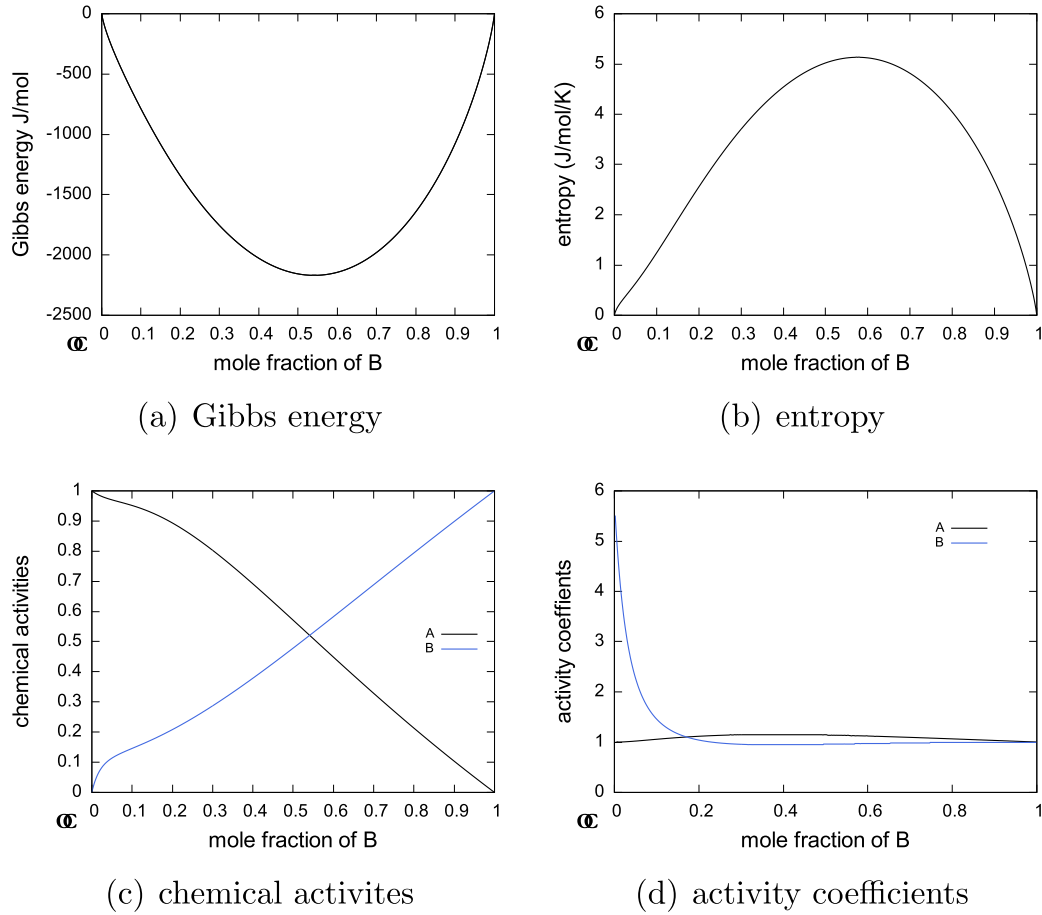 0
-500
-1000
-1500
-2000
-2500
Gibbs energy J/mol
0 0.1 0.2 0.3 0.4 0.5 0.6 0.7 0.8 0.9 1
mole fraction of B
(a) Gibbs energy
6
5
4
3
2
1
0
entropy (J/mol/K)
0 0.1 0.2 0.3 0.4 0.5 0.6 0.7 0.8 0.9 1
mole fraction of B
(b) entropy
1
0.9
0.8
0.7
0.6
0.5
0.4
0.3
0.2
0.1
0
chemical activities
A
B
0 0.1 0.2 0.3 0.4 0.5 0.6 0.7 0.8 0.9 1
mole fraction of B
(c) chemical activites
6
5
4
3
2
1
0
activity coeffients
A
B
0 0.2 0.4 0.6 0.8 1
mole fraction of B
(d) activity coefficients